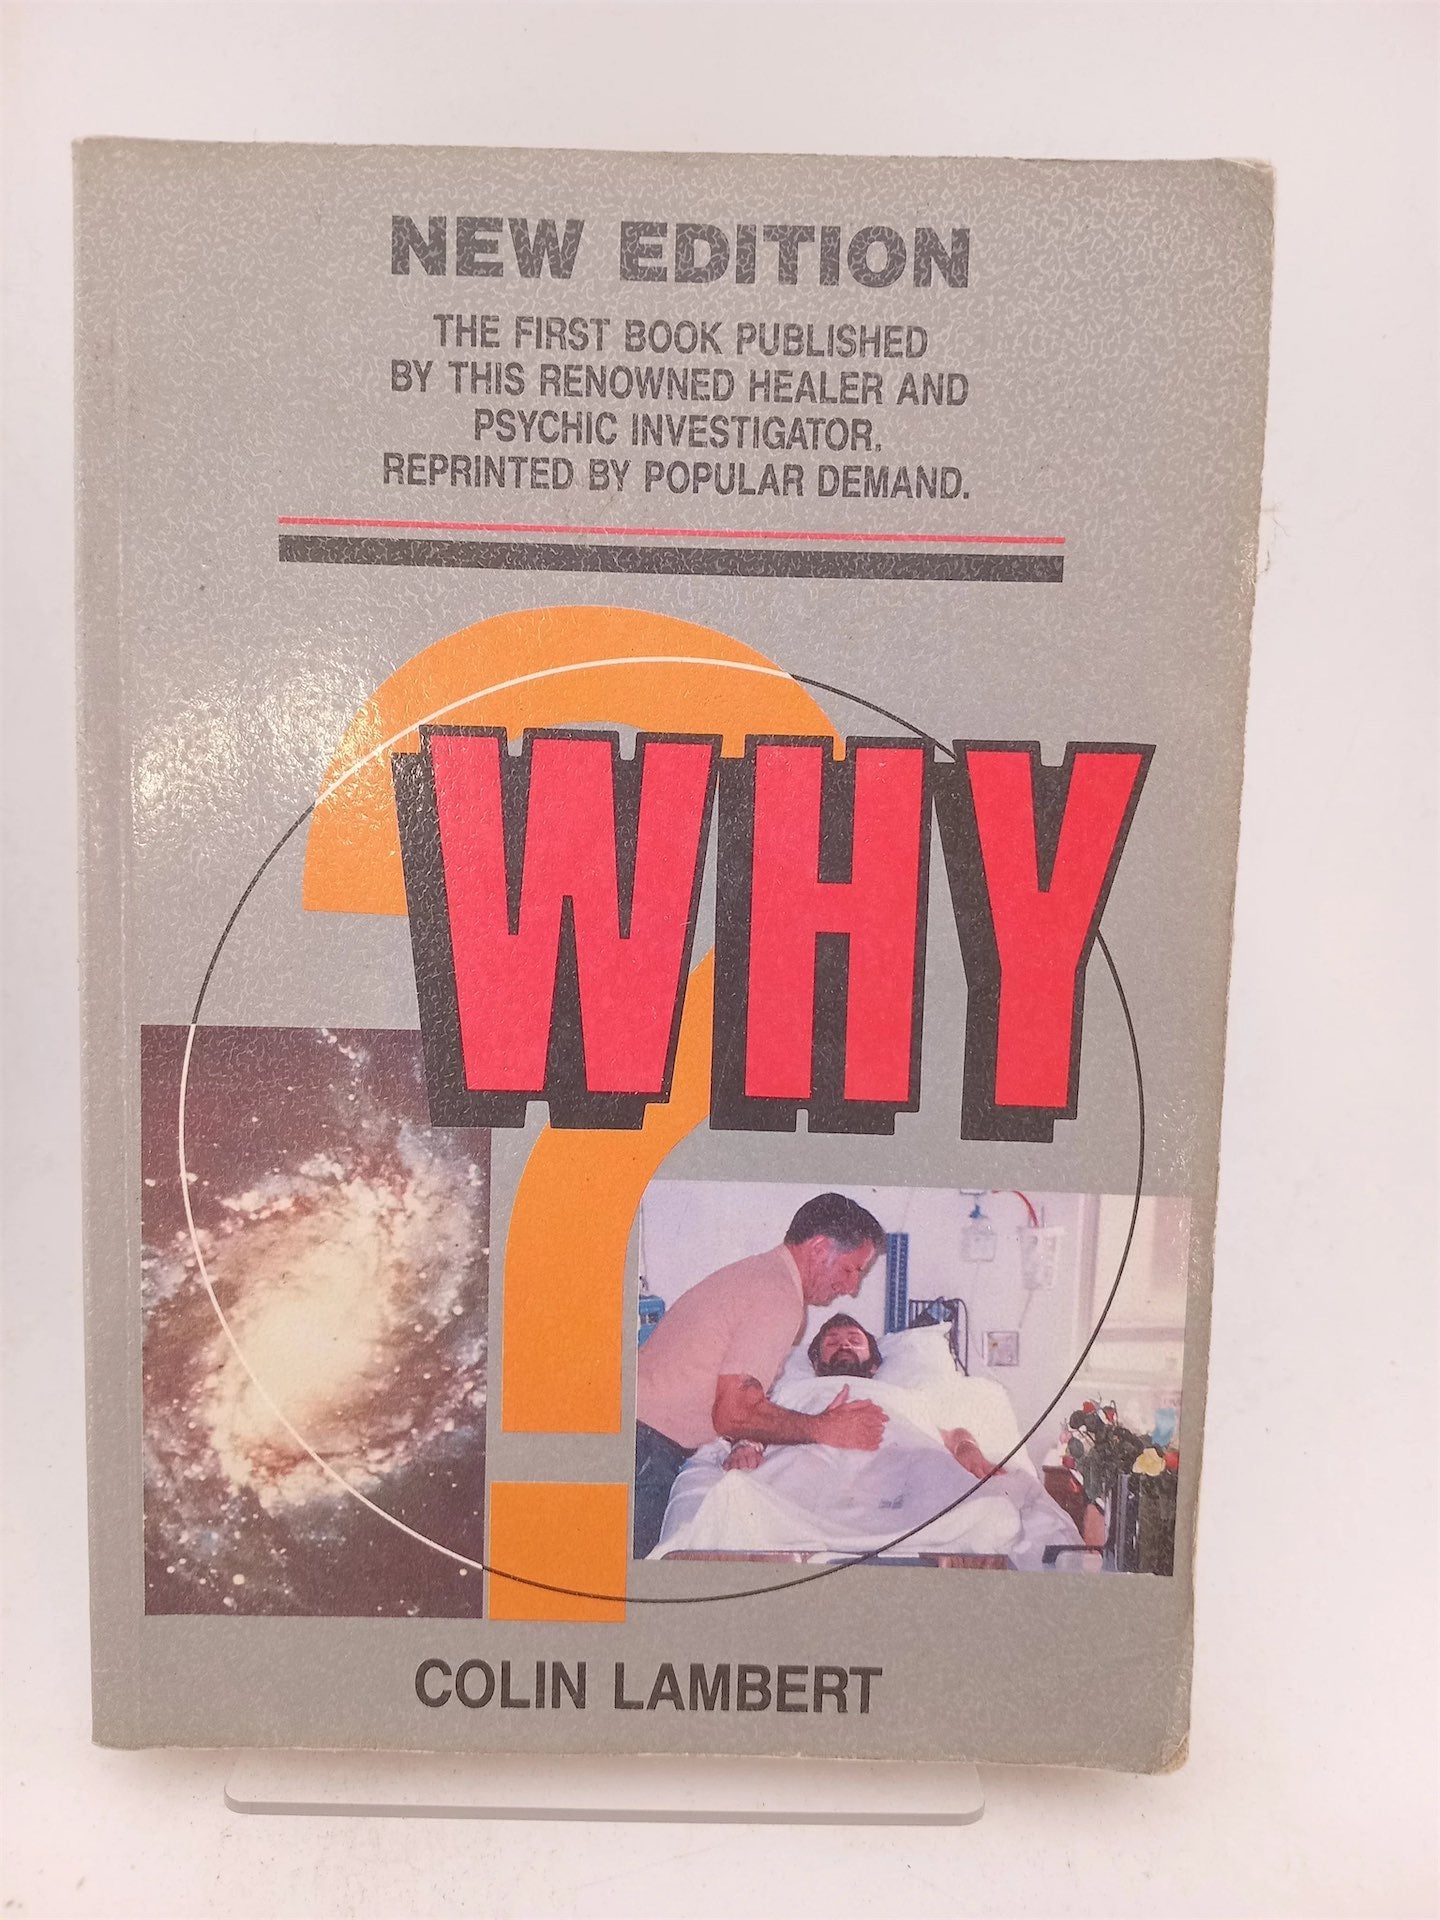 NEW EDITION
THE FIRST BOOK PUBLISHED
BY THIS RENOWNED HEALER AND
PSYCHIC INVESTIGATOR.
REPRINTED BY POPULAR DEMAND.
?
WHY
COLIN LAMBERT